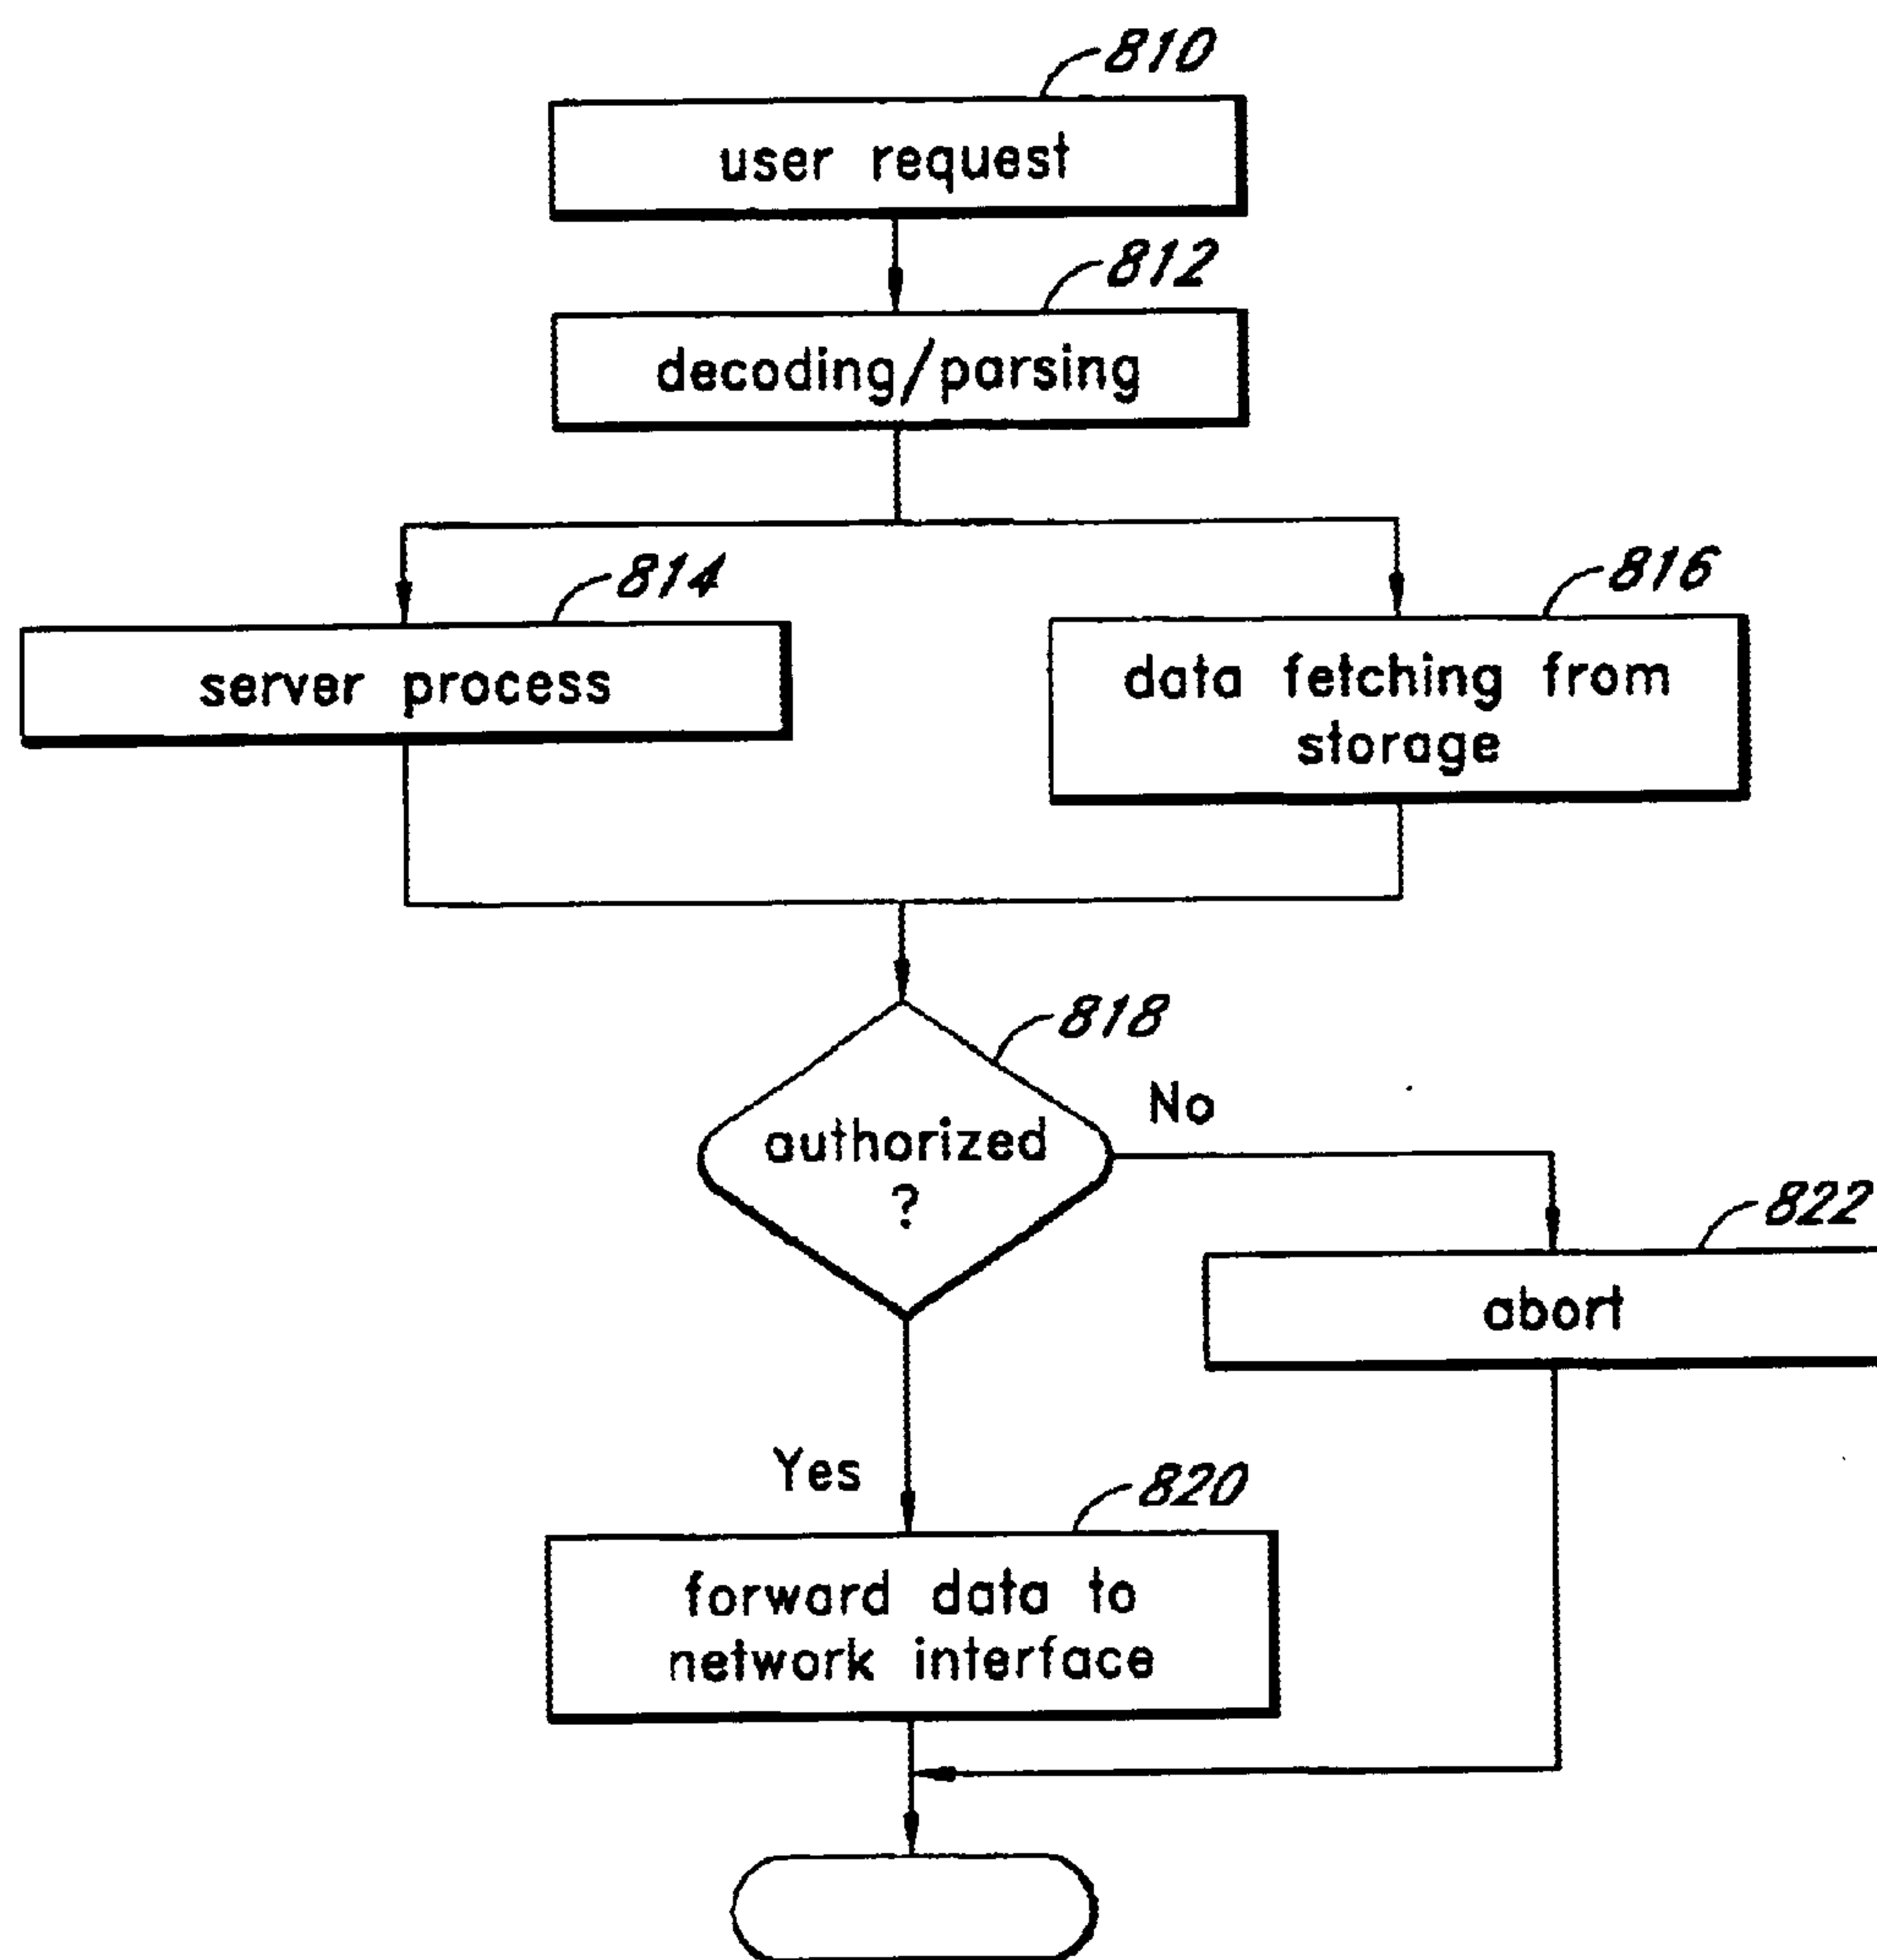 810
user request
812
decoding/parsing
814
server process
816
data fetching from
storage
818
authorized
?
No
822
abort
Yes
820
forward data to
network interface